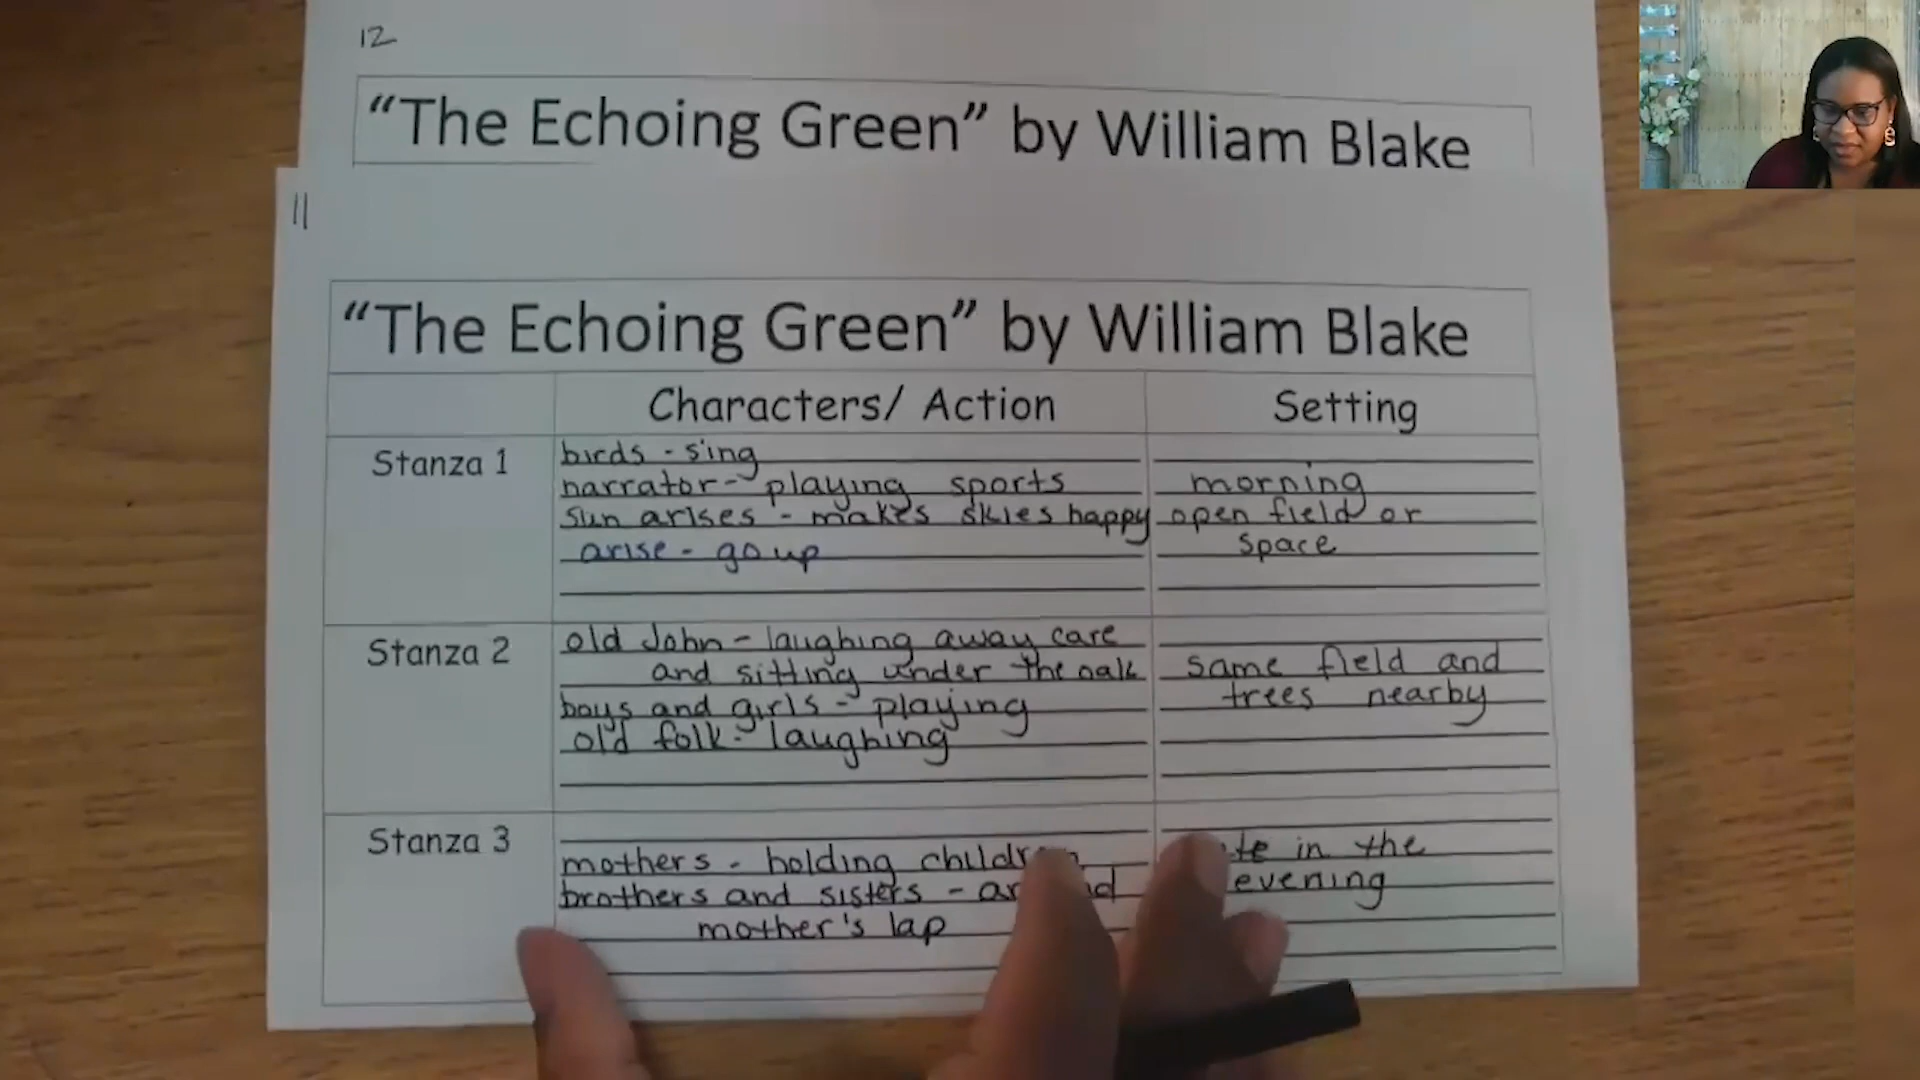 12
“The Echoing Green” by William Blake
11
“The Echoing Green” by William Blake
Characters/ Action
Setting
Stanza 1
birds - sing
narrator - playing sports
sun arises - makes skies happy
arise - go up
morning
open field or
space
Stanza 2
old John - laughing away care
and sitting under the oak
boys and girls - playing
old folk - laughing
same field and
trees nearby
Stanza 3
mothers - holding
brothers and sisters -
mother's lap
in the
evening